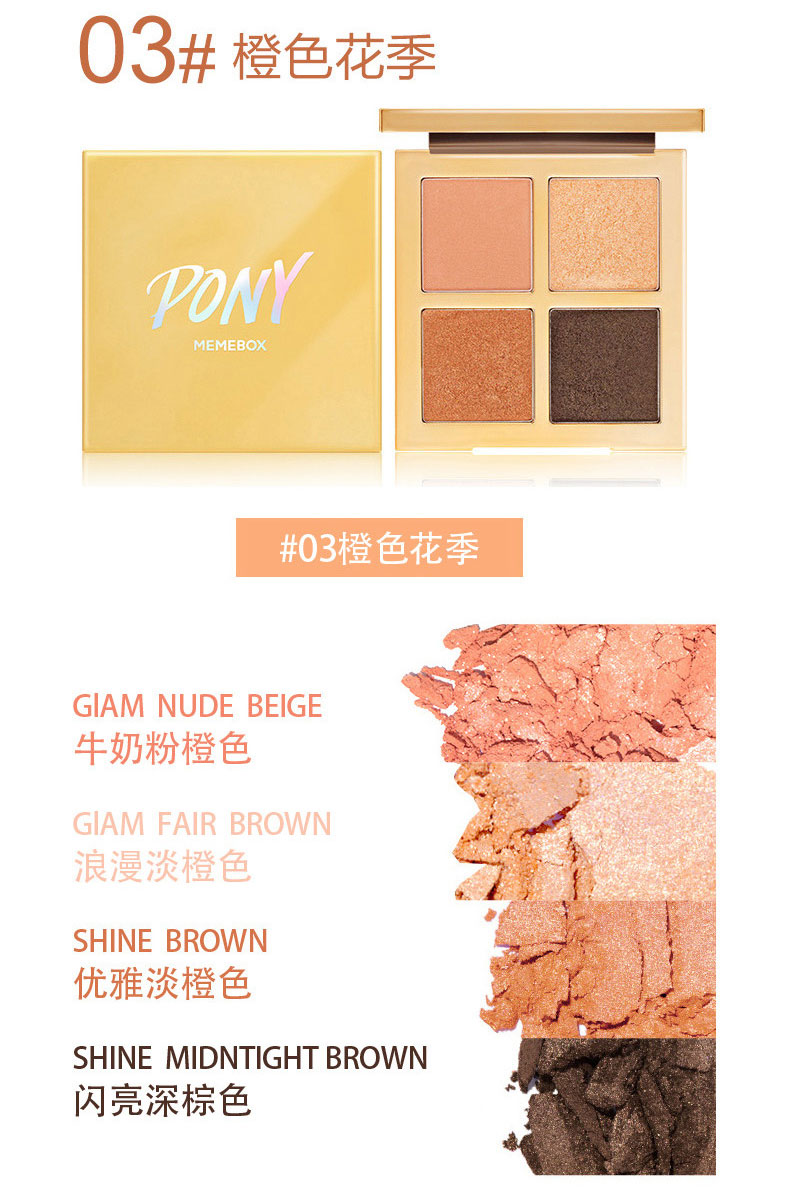 03# 橙色花季
PONY
MEMEBOX
#03橙色花季
GlAM NUDE BEIGE
牛奶粉橙色
GlAM FAIR BROWN
浪漫淡橙色
SHINE BROWN
优雅淡橙色
SHINE MIDNTIGHT BROWN
闪亮深棕色